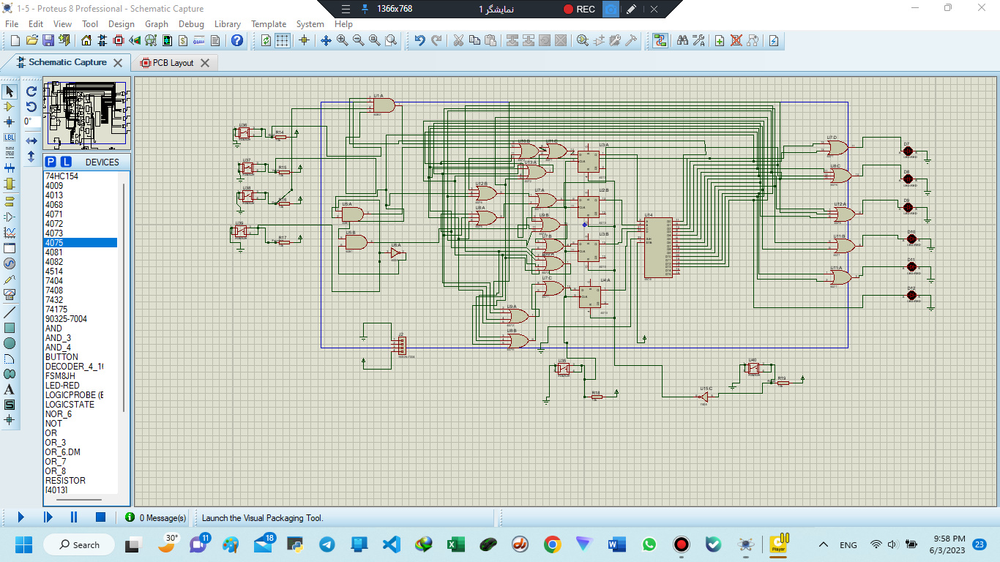 1-5 - Proteus 8 Professional - Schematic Capture
1366x768
نمایشگر 1
REC
File Edit View Tool Design Graph Debug Library Template System Help
Schematic Capture
PCB Layout
0°
P L DEVICES
74HC154
4009
4013
4068
4071
4072
4073
4075
4081
4082
4514
7404
7408
7432
74175
90325-7004
AND
AND_3
AND_4
BUTTON
DECODER_4_1
FSM8JH
LED-RED
LOGICPROBE
LOGICSTATE
NOR_6
NOT
OR
OR_3
OR_6.DM
OR_7
OR_8
RESISTOR
[4013]
U1:A
U36
R14
U37
R15
U38
R16
U39
R17
U5:B
U6:A
J2
U10:B
U11:C
U13:A
U12:B
U8:A
U7:A
U9:B
U7:B
U7:C
U9:A
U8:B
U3:A
U2:B
U3:B
U4:A
U14
U7:D
U8:C
U12:A
U11:B
U11:A
D7
D8
D9
D10
D11
D12
U35
R18
U40
R19
U15:C
0 Message(s)
Launch the Visual Packaging Tool.
Search
30°
11
18
ENG
9:58 PM
6/3/2023
23